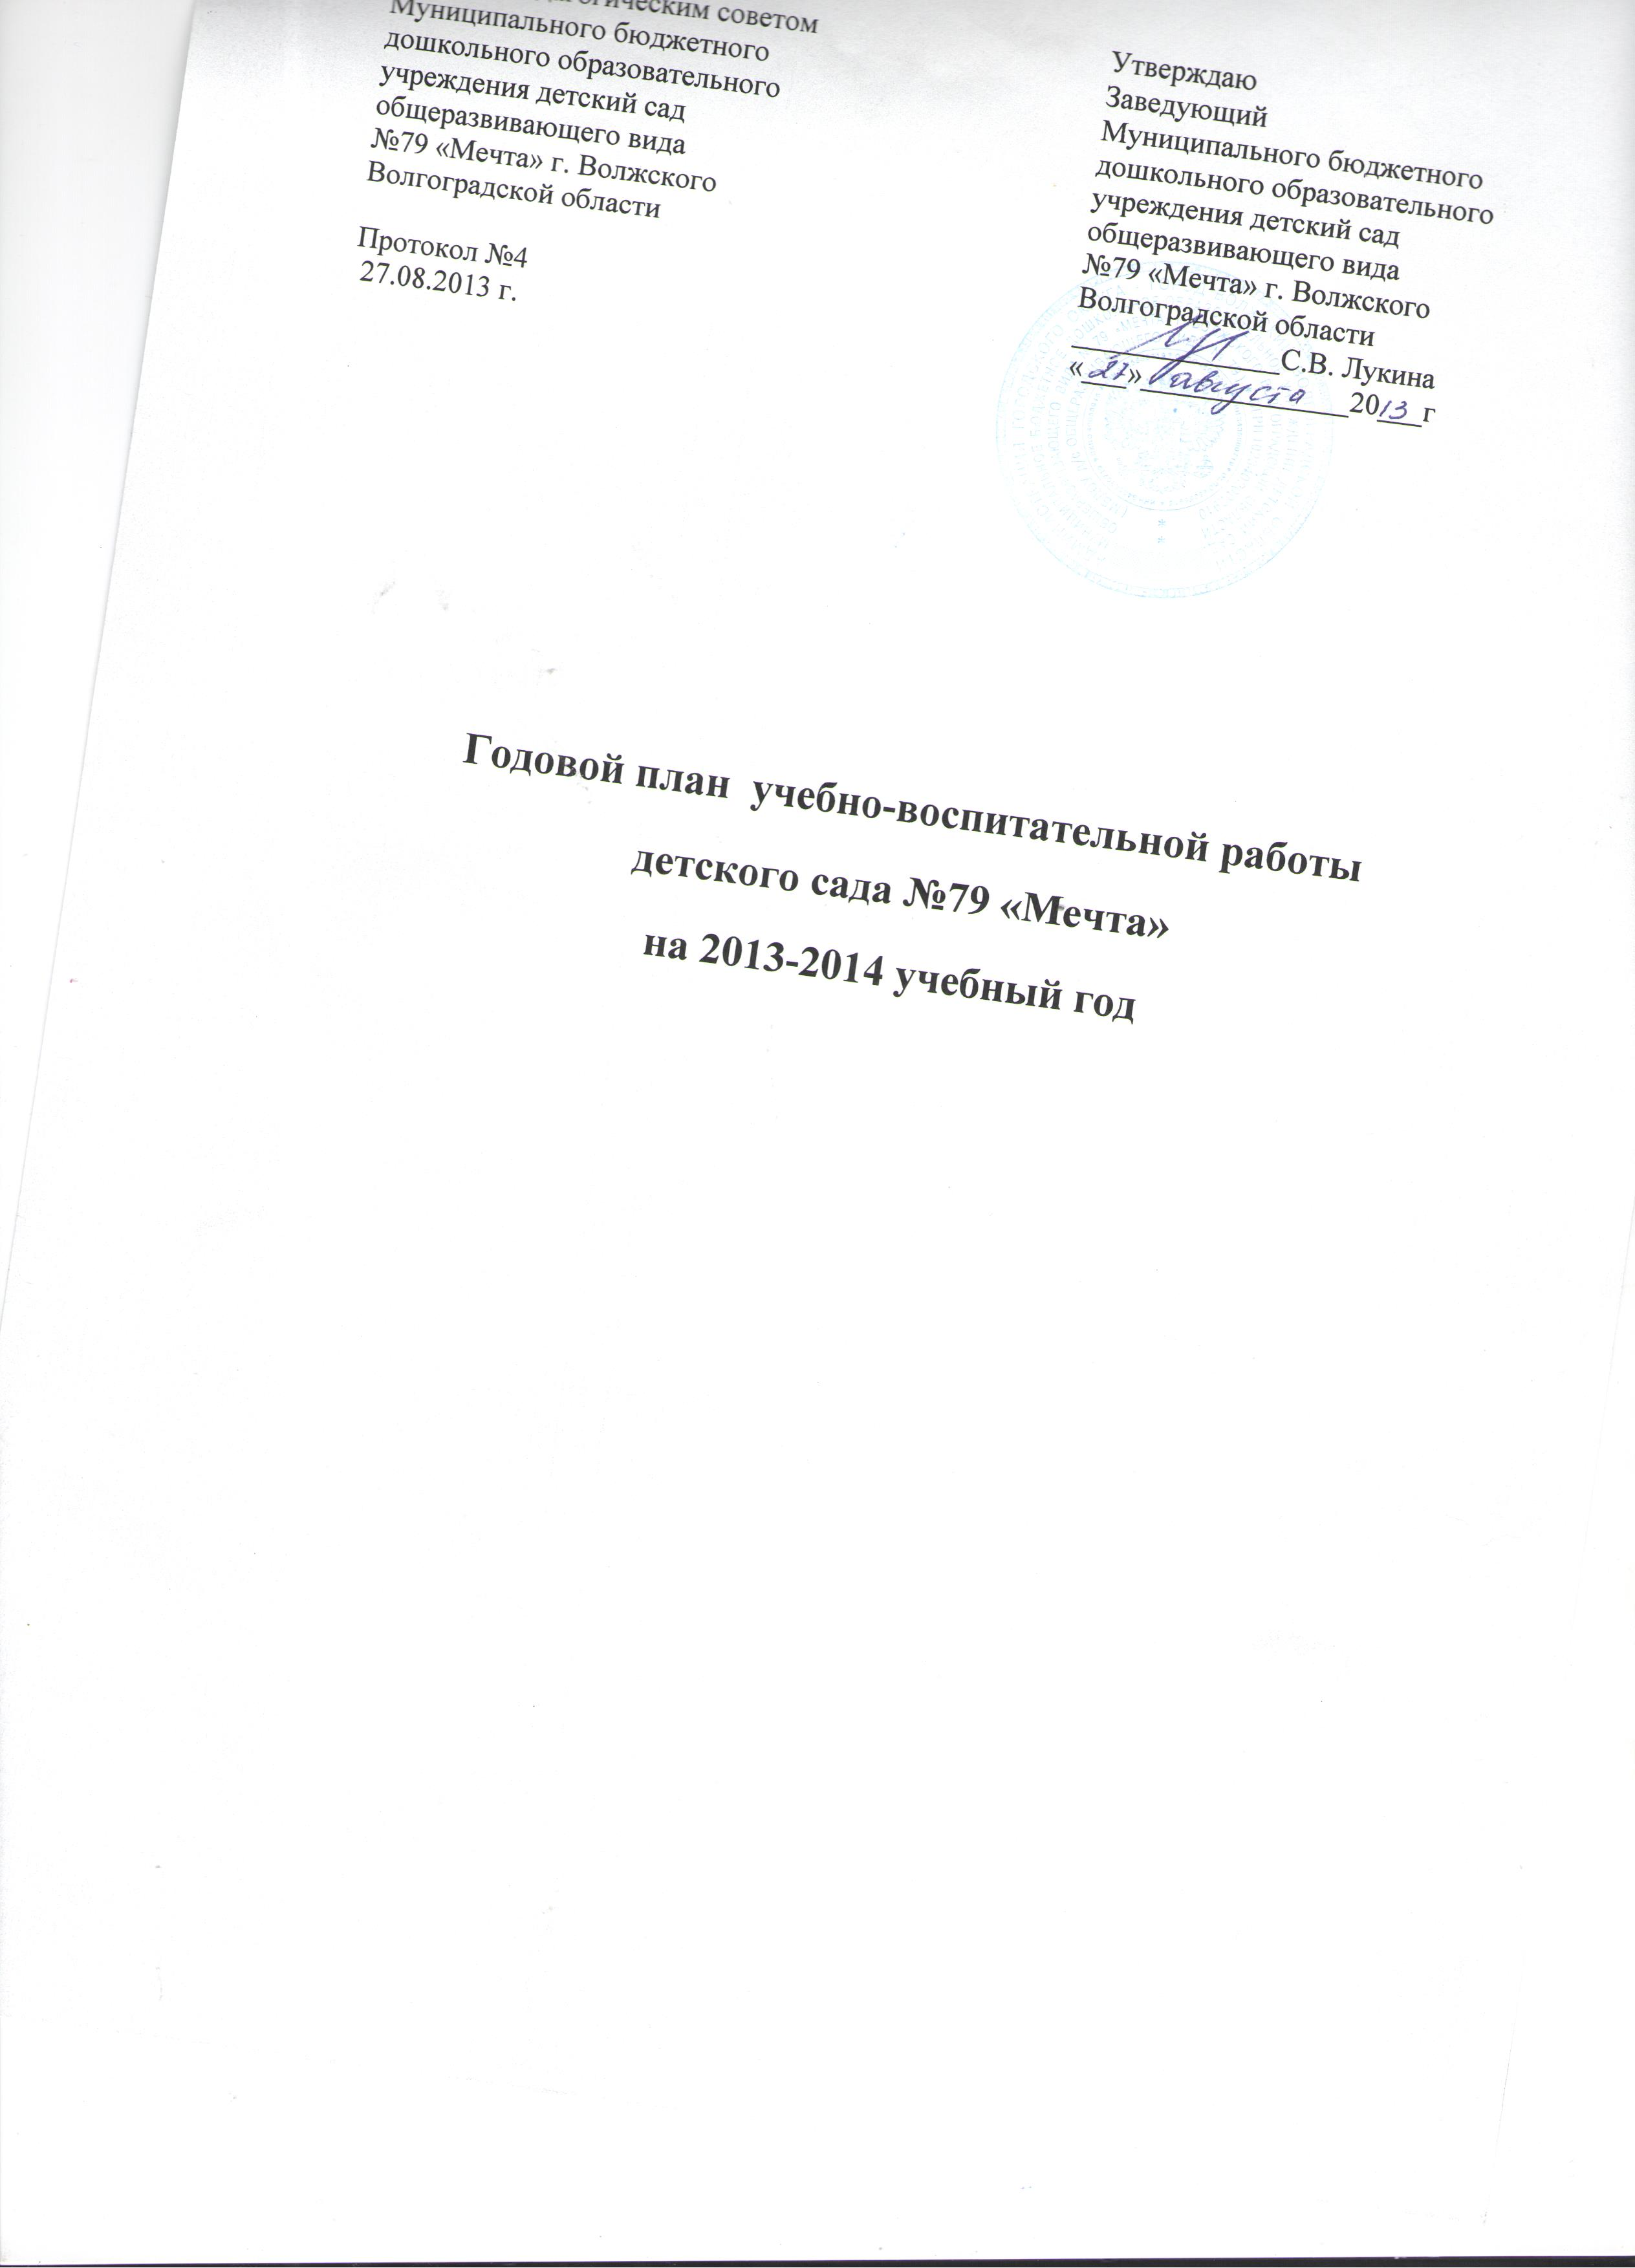 советом
Муниципального бюджетного
дошкольного образовательного
учреждения детский сад
общеразвивающего вида
№79 «Мечта» г. Волжского
Волгоградской области
Протокол №4
27.08.2013 г.
Утверждаю
Заведующий
Муниципального бюджетного
дошкольного образовательного
учреждения детский сад
общеразвивающего вида
№79 «Мечта» г. Волжского
Волгоградской области
С.В. Лукина
«27» августа 2013 г
Годовой план учебно-воспитательной работы
детского сада №79 «Мечта»
на 2013-2014 учебный год